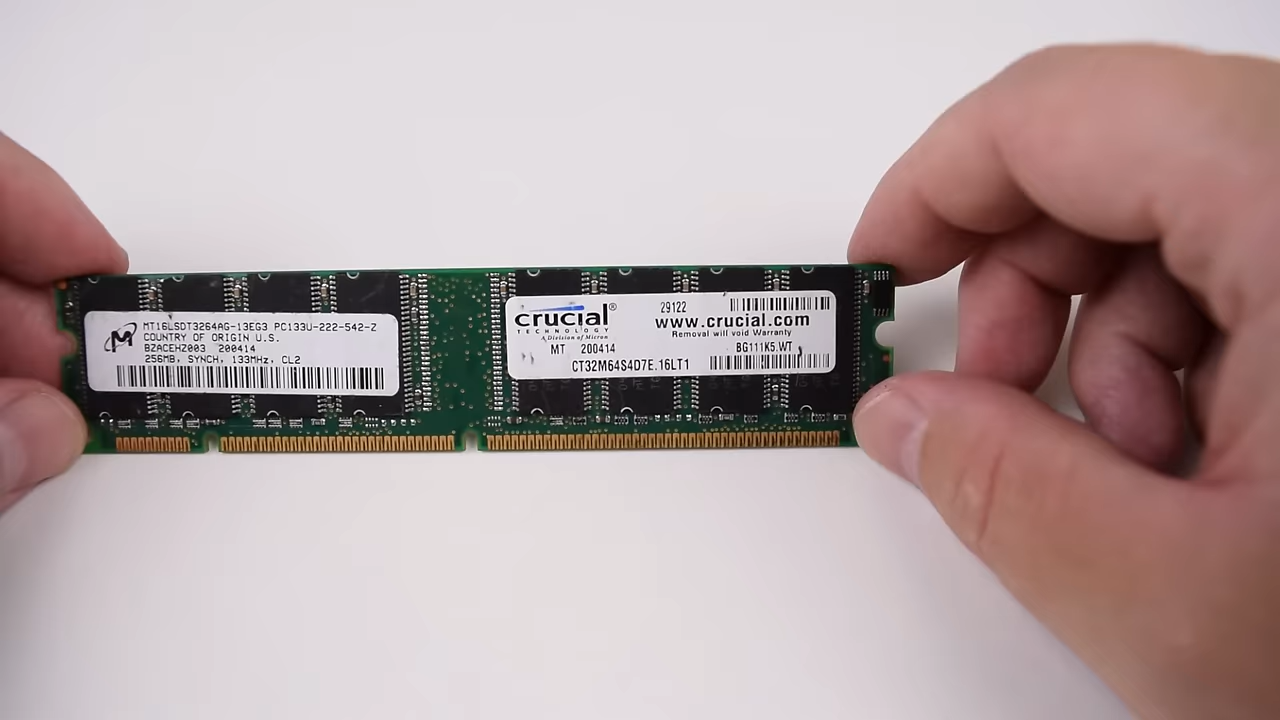 MT16LSDT3264AG-13EG3 PC133U-222-542-Z
COUNTRY OF ORIGIN U.S.
BZACEHZ003 200414
256MB, SYNCH, 133MHz, CL2
crucial®
TECHNOLOGY
A Division of Micron
MT 200414
29122
www.crucial.com
Removal will void Warranty
BG111K5.WT
CT32M64S4D7E.16LT1